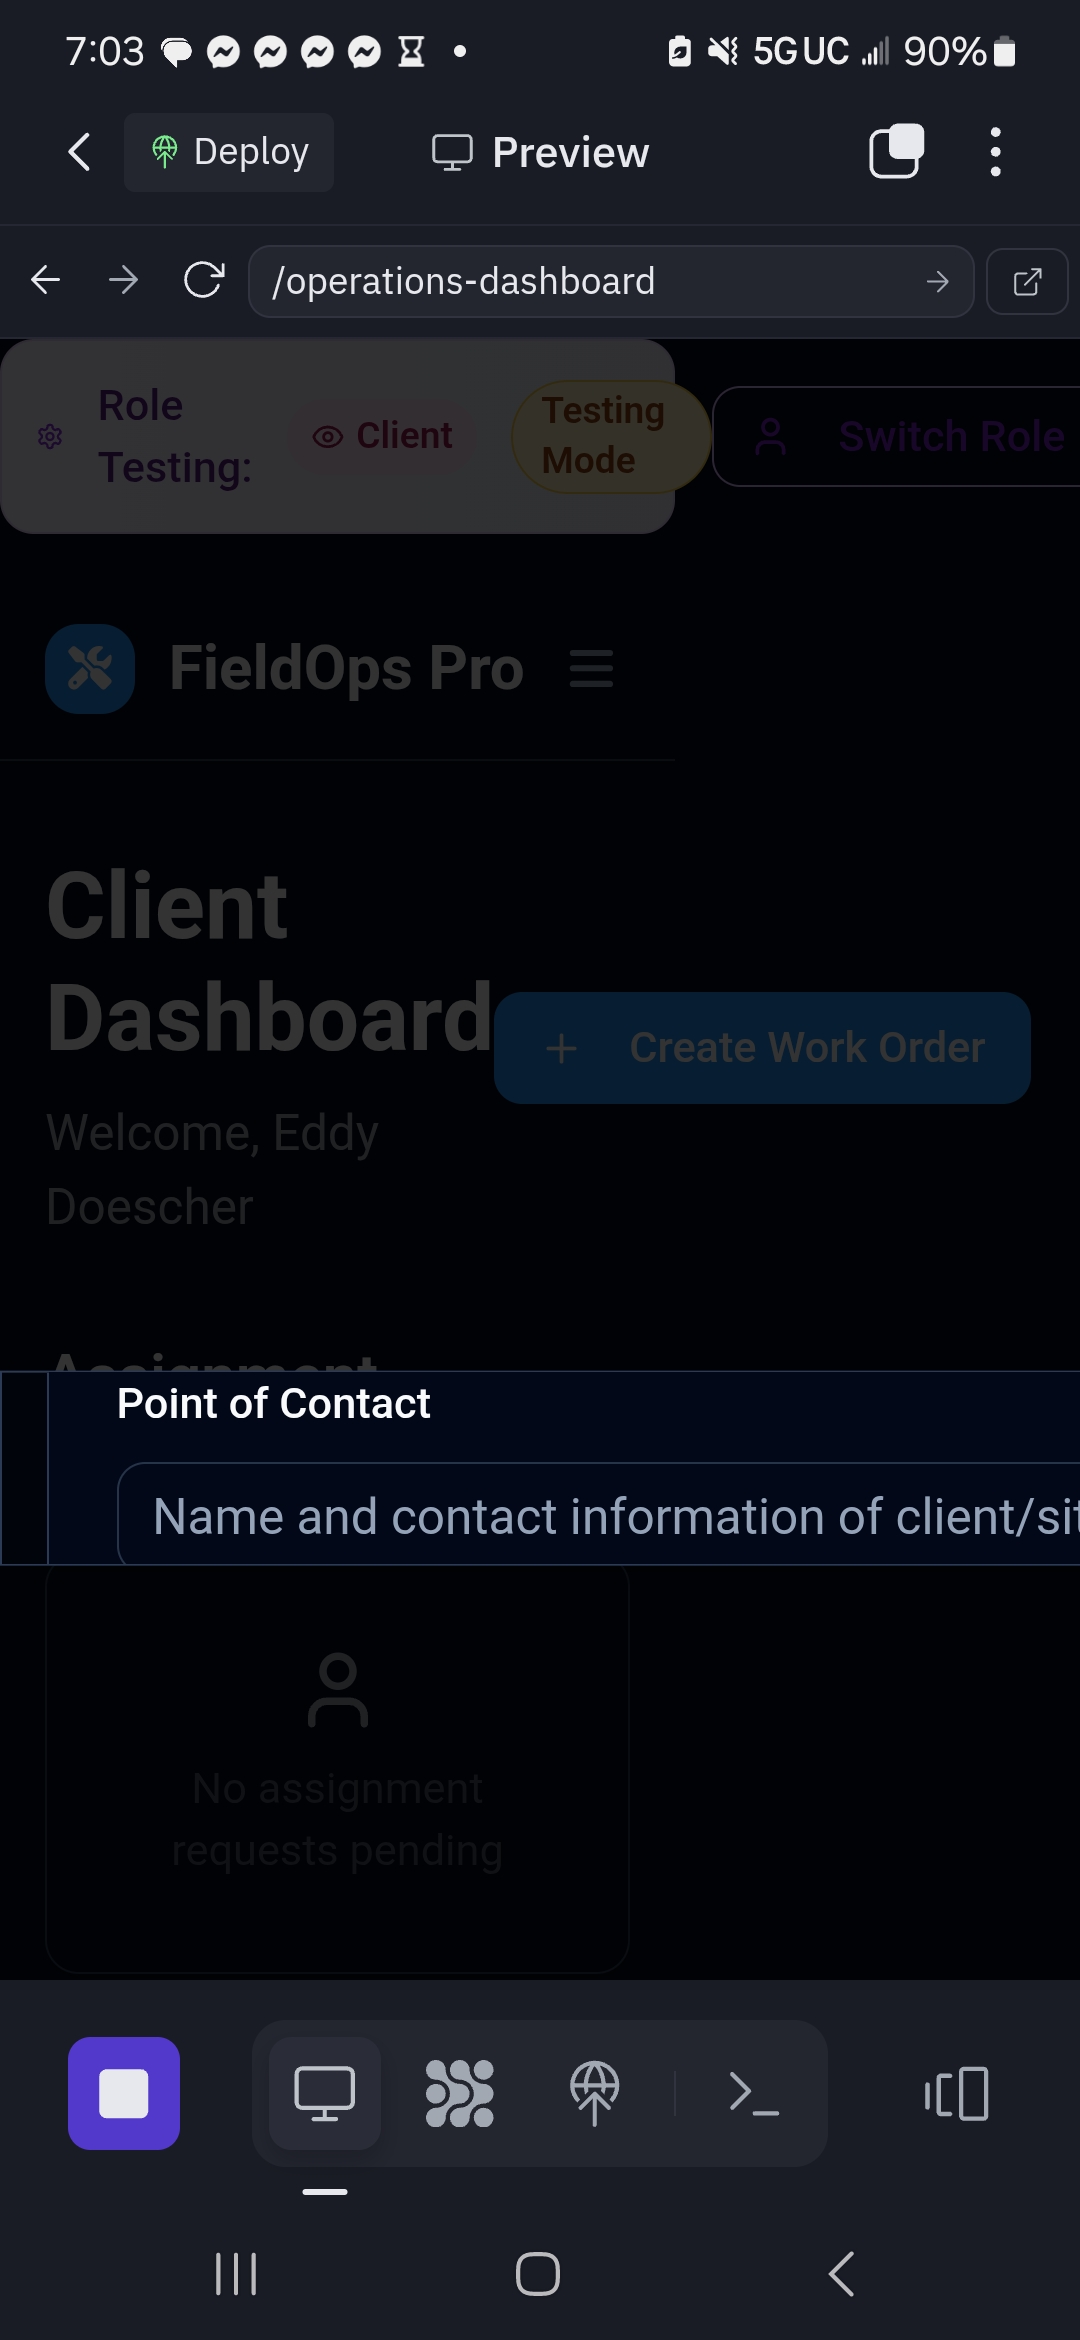 7:03 5G UC 90%
Deploy Preview
/operations-dashboard
Role
Testing:
Client
Testing
Mode
Switch Role
FieldOps Pro
Client
Dashboard
Create Work Order
Welcome, Eddy
Doescher
Assignment
Point of Contact
Name and contact information of client/sit
No assignment
requests pending